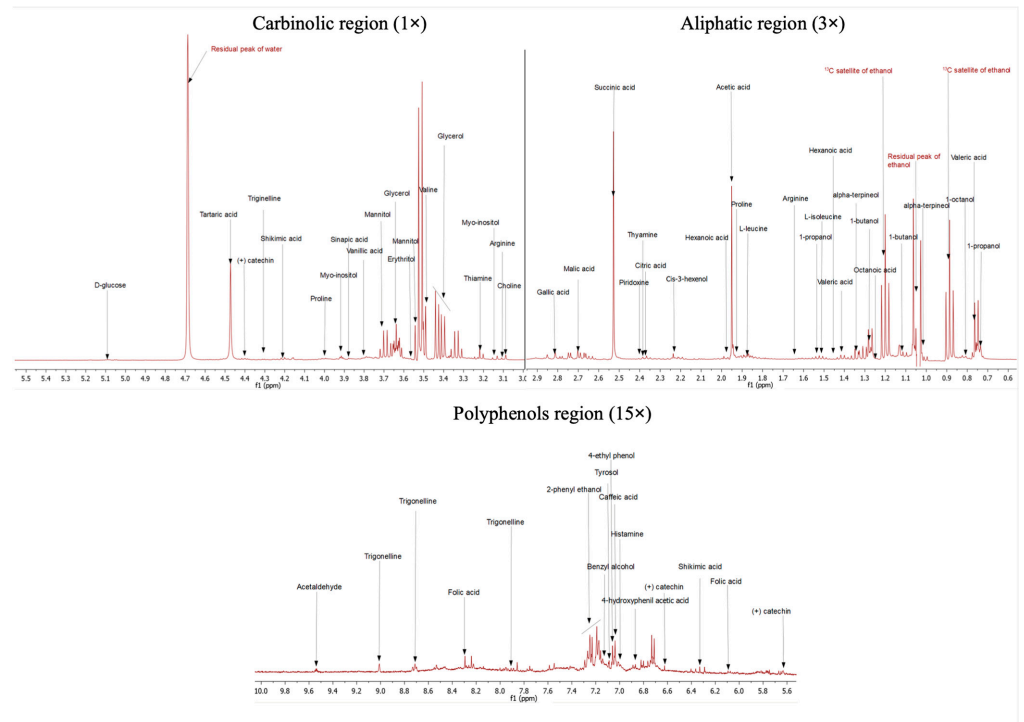 Carbinolic region (1×)
Residual peak of water
Glycerol
Valine
Glycerol
Triginelline
Mannitol
Tartaric acid
Myo-inositol
Shikimic acid
Sinapic acid
Mannitol
Arginine
Vanillic acid
(+) catechin
Erythritol
Myo-inositol
Thiamine
D-glucose
Choline
Proline
5.5 5.4 5.3 5.2 5.1 5.0 4.9 4.8 4.7 4.6 4.5 4.4 4.3 4.2 4.1 4.0 3.9 3.8 3.7 3.6 3.5 3.4 3.3 3.2 3.1 3.0
f1 (ppm)
Aliphatic region (3×)
¹³C satellite of ethanol
¹³C satellite of ethanol
Succinic acid
Acetic acid
Hexanoic acid
Residual peak of
ethanol
Valeric acid
Arginine
alpha-terpineol
1-octanol
Proline
alpha-terpineol
L-isoleucine
1-butanol
L-leucine
Thyamine
Hexanoic acid
1-propanol
1-butanol
1-propanol
Citric acid
Malic acid
Octanoic acid
Cis-3-hexenol
Piridoxine
Valeric acid
Gallic acid
2.9 2.8 2.7 2.6 2.5 2.4 2.3 2.2 2.1 2.0 1.9 1.8 1.7 1.6 1.5 1.4 1.3 1.2 1.1 1.0 0.9 0.8 0.7 0.6
f1 (ppm)
Polyphenols region (15×)
4-ethyl phenol
Tyrosol
2-phenyl ethanol
Caffeic acid
Trigonelline
Trigonelline
Histamine
Trigonelline
Benzyl alcohol
Shikimic acid
Acetaldehyde
(+) catechin
Folic acid
Folic acid
4-hydroxyphenil acetic acid
(+) catechin
10.0 9.8 9.6 9.4 9.2 9.0 8.8 8.6 8.4 8.2 8.0 7.8 7.6 7.4 7.2 7.0 6.8 6.6 6.4 6.2 6.0 5.8 5.6
f1 (ppm)